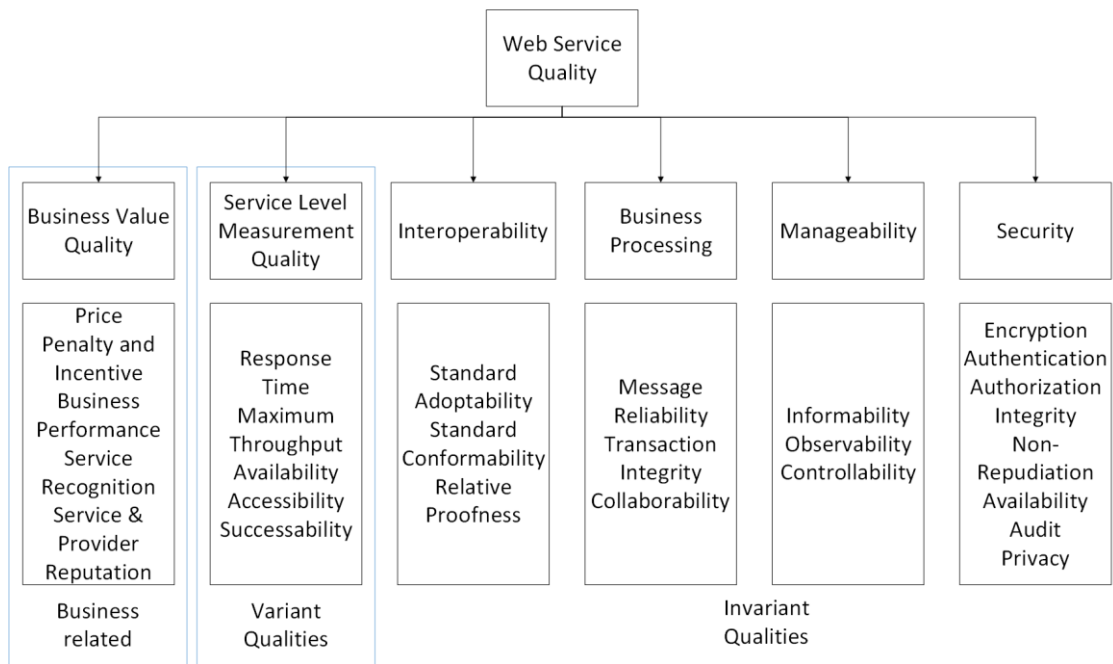 Web Service
Quality
Business Value
Quality
Service Level
Measurement
Quality
Interoperability
Business
Processing
Manageability
Security
Price
Penalty and
Incentive
Business
Performance
Service
Recognition
Service &
Provider
Reputation
Response
Time
Maximum
Throughput
Availability
Accessibility
Successability
Standard
Adoptability
Standard
Conformability
Relative
Proofness
Message
Reliability
Transaction
Integrity
Collaborability
Informability
Observability
Controllability
Encryption
Authentication
Authorization
Integrity
Non-
Repudiation
Availability
Audit
Privacy
Business
related
Variant
Qualities
Invariant
Qualities